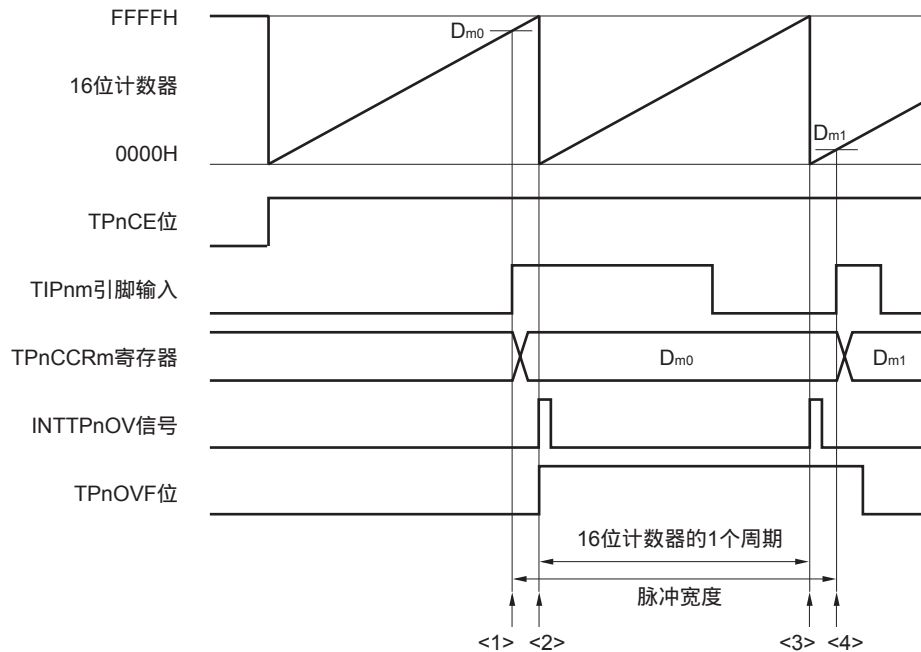 FFFFH
Dm0
16位计数器
Dm1
0000H
TPnCE位
TIPnm引脚输入
TPnCCRm寄存器
Dm0
Dm1
INTTPnOV信号
TPnOVF位
16位计数器的1个周期
脉冲宽度
<1> <2> <3> <4>